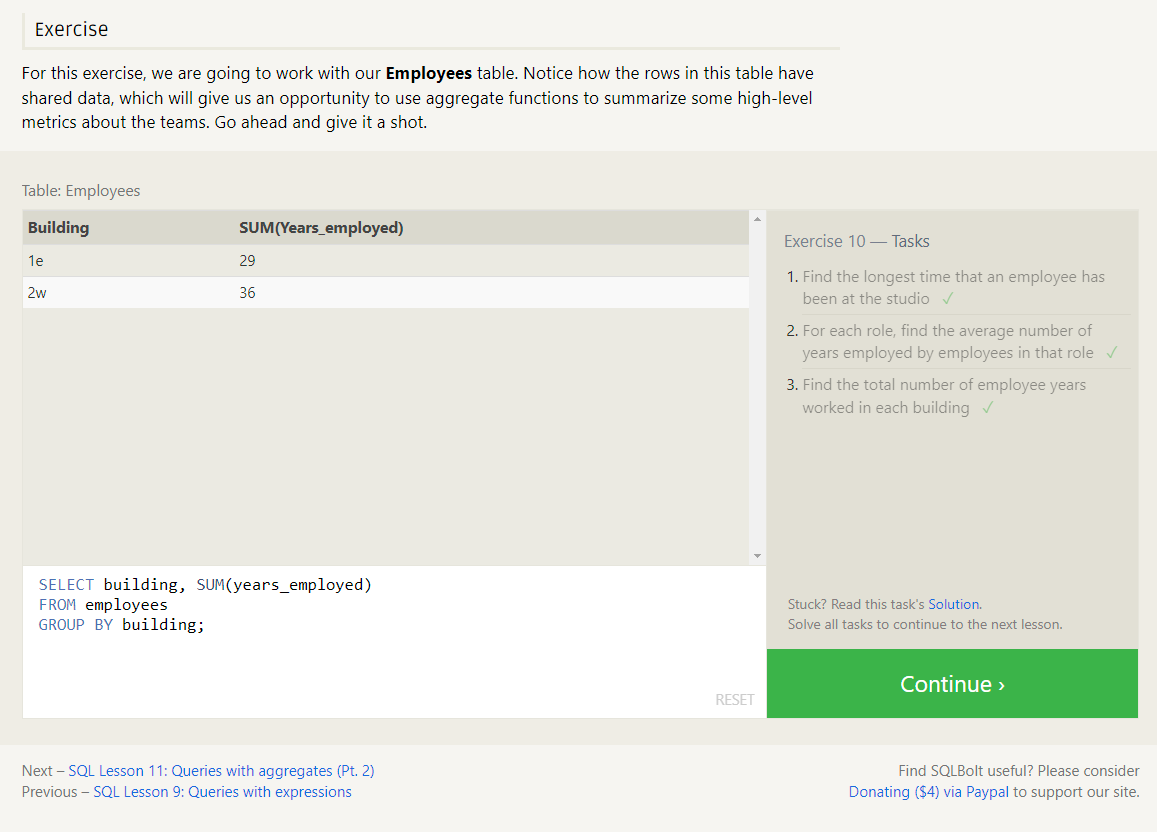 Exercise
For this exercise, we are going to work with our Employees table. Notice how the rows in this table have
shared data, which will give us an opportunity to use aggregate functions to summarize some high-level
metrics about the teams. Go ahead and give it a shot.
Table: Employees
Building SUM(Years_employed)
1e 29
2w 36
SELECT building, SUM(years_employed)
FROM employees
GROUP BY building;
RESET
Exercise 10 — Tasks
1. Find the longest time that an employee has
been at the studio ✓
2. For each role, find the average number of
years employed by employees in that role ✓
3. Find the total number of employee years
worked in each building ✓
Stuck? Read this task's Solution.
Solve all tasks to continue to the next lesson.
Continue ›
Next – SQL Lesson 11: Queries with aggregates (Pt. 2)
Previous – SQL Lesson 9: Queries with expressions
Find SQLBolt useful? Please consider
Donating ($4) via Paypal to support our site.